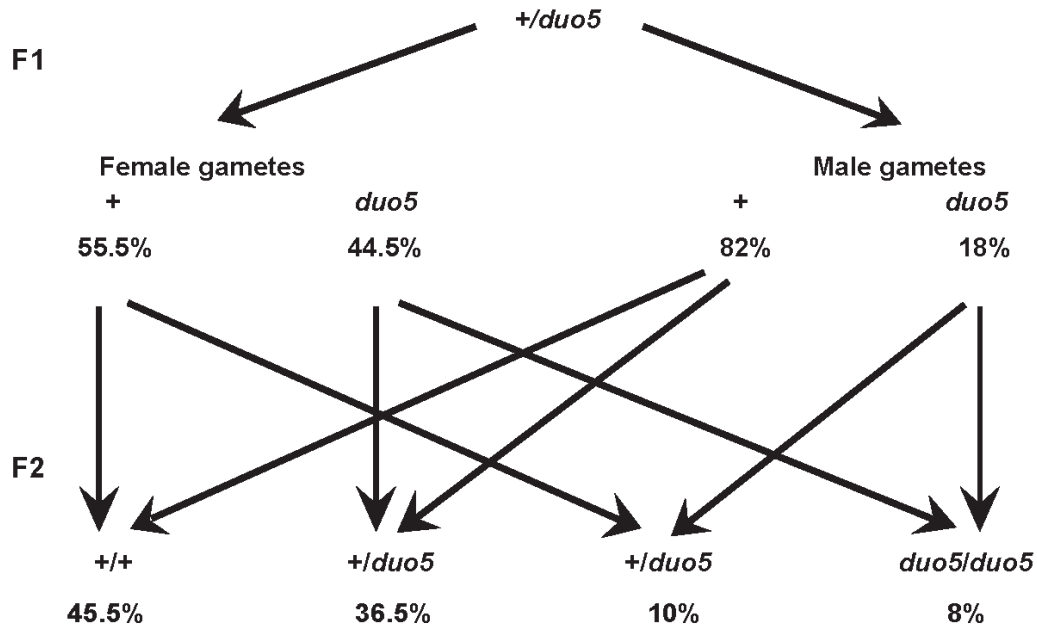 +/duo5
F1
Female gametes Male gametes
+ duo5 + duo5
55.5% 44.5% 82% 18%
F2
+/+ +/duo5 +/duo5 duo5/duo5
45.5% 36.5% 10% 8%